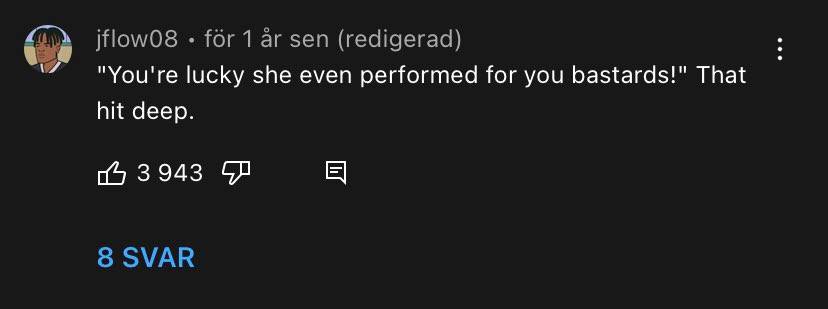 jflow08 • för 1 år sen (redigerad)
"You're lucky she even performed for you bastards!" That
hit deep.
3 943
8 SVAR